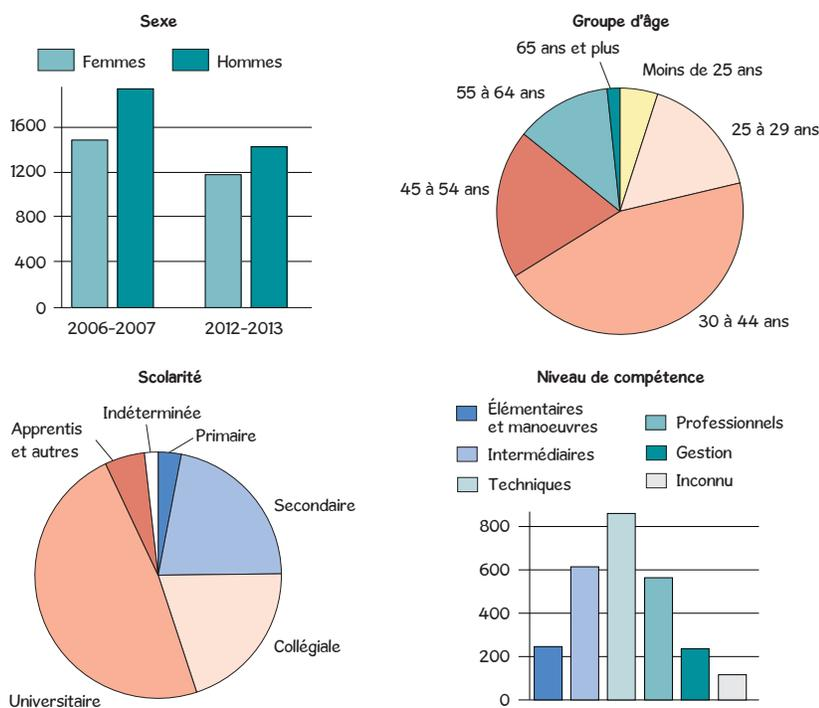 Sexe
Femmes
Hommes
1600
1200
800
400
0
2006-2007
2012-2013
Groupe d'âge
65 ans et plus
Moins de 25 ans
55 à 64 ans
25 à 29 ans
45 à 54 ans
30 à 44 ans
Scolarité
Indéterminée
Apprentis
et autres
Primaire
Secondaire
Collégiale
Universitaire
Niveau de compétence
Élémentaires
et manoeuvres
Intermédiaires
Techniques
Professionnels
Gestion
Inconnu
800
600
400
200
0